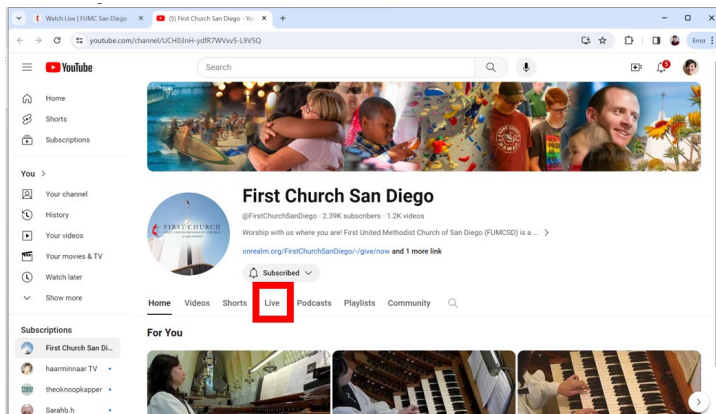 Watch Live | FUMC San Diego
(5) First Church San Diego - You
youtube.com/channel/UCH03nH-ydfR7WVxv5-L9V5Q
Error
YouTube
Search
Home
Shorts
Subscriptions
You
Your channel
History
Your videos
Your movies & TV
Watch later
Show more
Subscriptions
First Church San Di...
haarminnaar TV
theoknoopkapper
Sarahb.h
FIRST CHURCH
First Church San Diego
@FirstChurchSanDiego · 2.39K subscribers · 1.2K videos
Worship with us where you are! First United Methodist Church of San Diego (FUMCSD) is a ...
onrealm.org/FirstChurchSanDiego/-/give/now and 1 more link
Subscribed
Home Videos Shorts Live Podcasts Playlists Community
For You